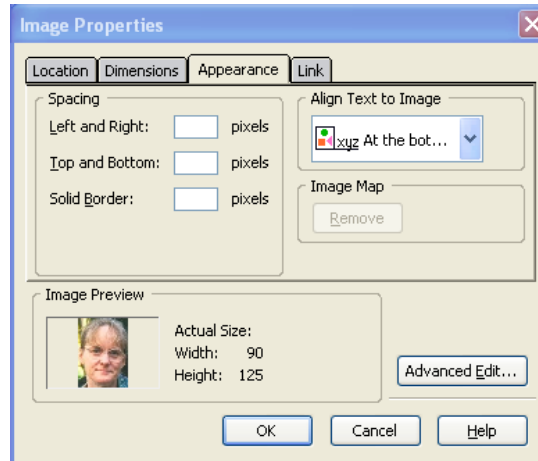 Image Properties
Location Dimensions Appearance Link
Spacing
Left and Right: pixels
Top and Bottom: pixels
Solid Border: pixels
Align Text to Image
xyz At the bot...
Image Map
Remove
Image Preview
Actual Size:
Width: 90
Height: 125
Advanced Edit...
OK Cancel Help